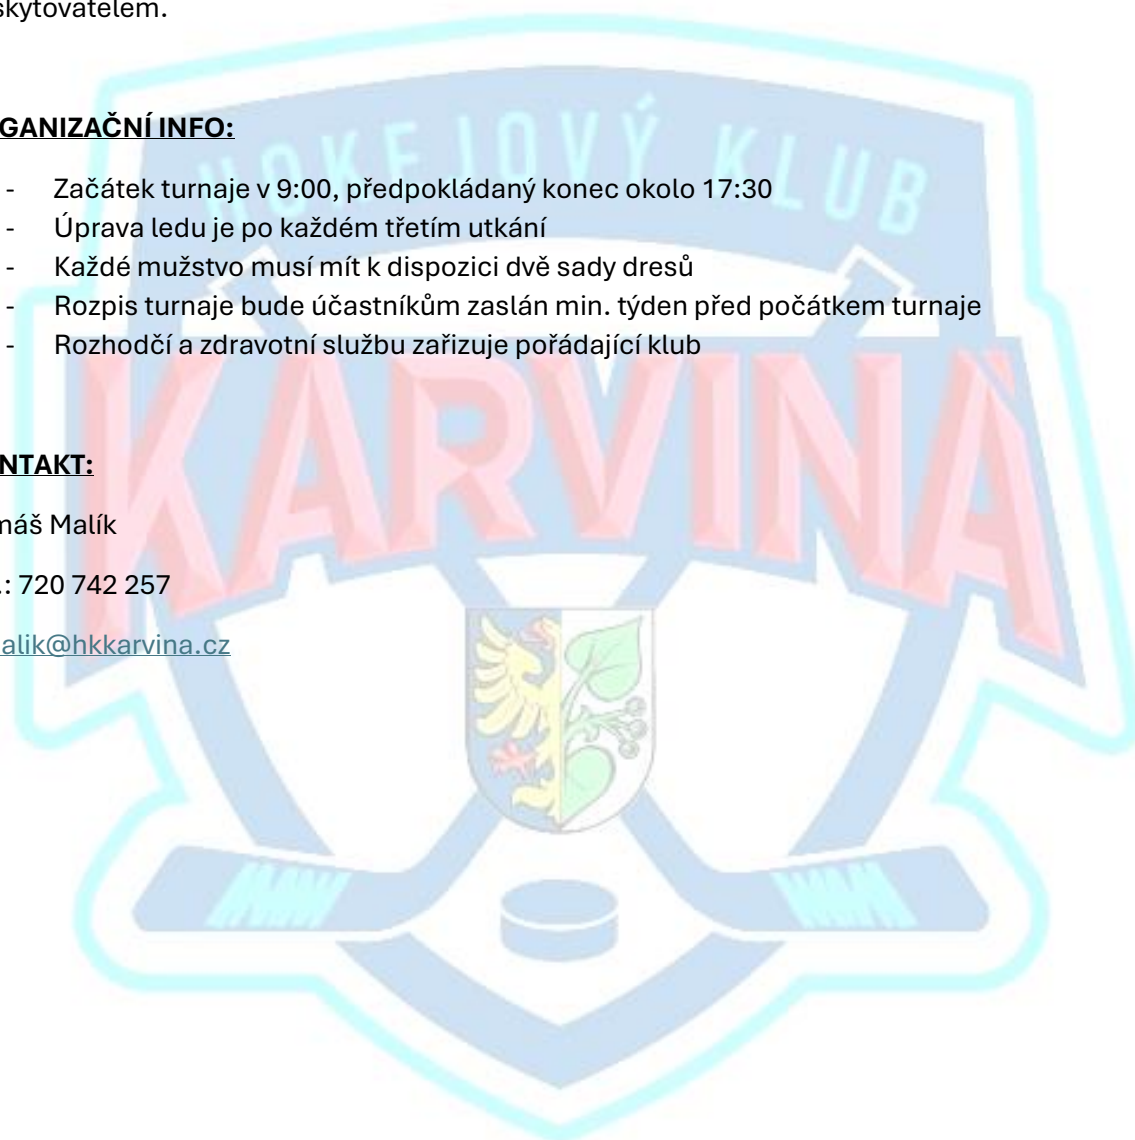 skytovatelem.
GANIZAČNÍ INFO:
HOKEJOVÝ KLUB
- Začátek turnaje v 9:00, předpokládaný konec okolo 17:30
- Úprava ledu je po každém třetím utkání
- Každé mužstvo musí mít k dispozici dvě sady dresů
- Rozpis turnaje bude účastníkům zaslán min. týden před počátkem turnaje
- Rozhodčí a zdravotní službu zařizuje pořádající klub
KARVINÁ
NTAKT:
máš Malík
.: 720 742 257
alik@hkkarvina.cz